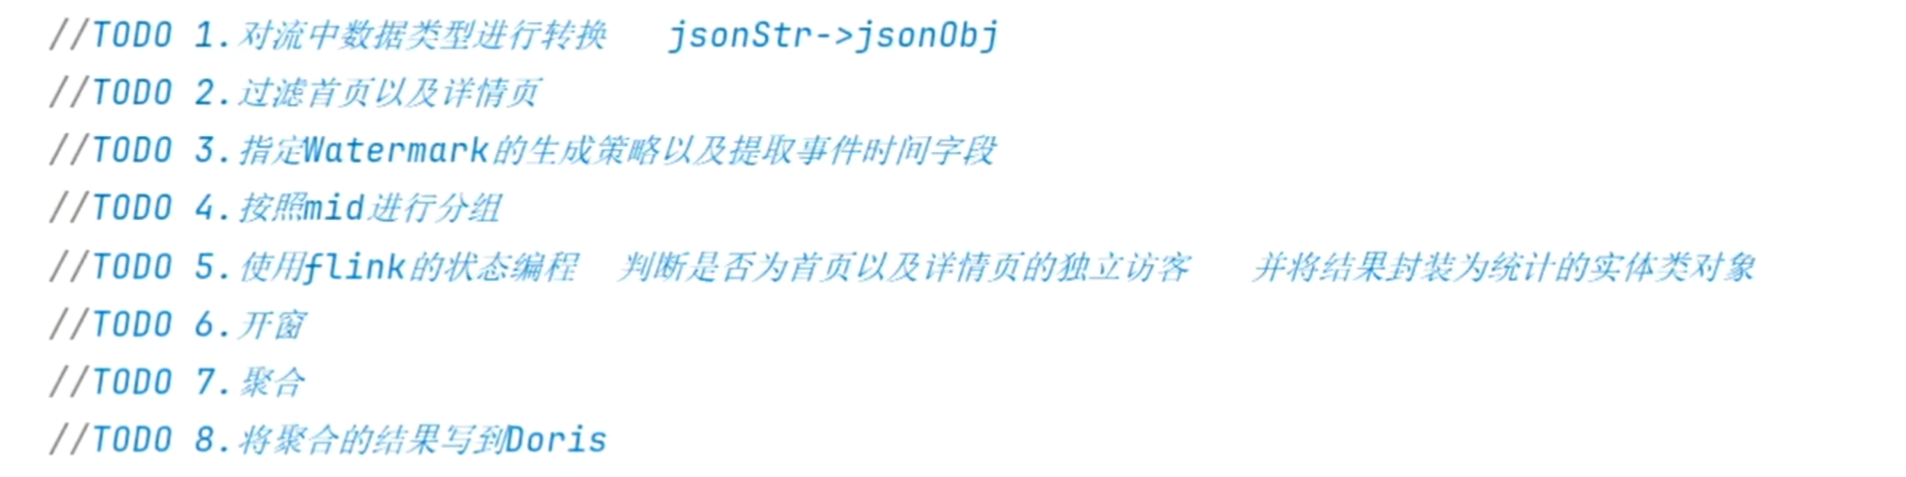 //TODO 1.对流中数据类型进行转换   jsonStr->jsonObj
//TODO 2.过滤首页以及详情页
//TODO 3.指定Watermark的生成策略以及提取事件时间字段
//TODO 4.按照mid进行分组
//TODO 5.使用flink的状态编程  判断是否为首页以及详情页的独立访客   并将结果封装为统计的实体类对象
//TODO 6.开窗
//TODO 7.聚合
//TODO 8.将聚合的结果写到Doris